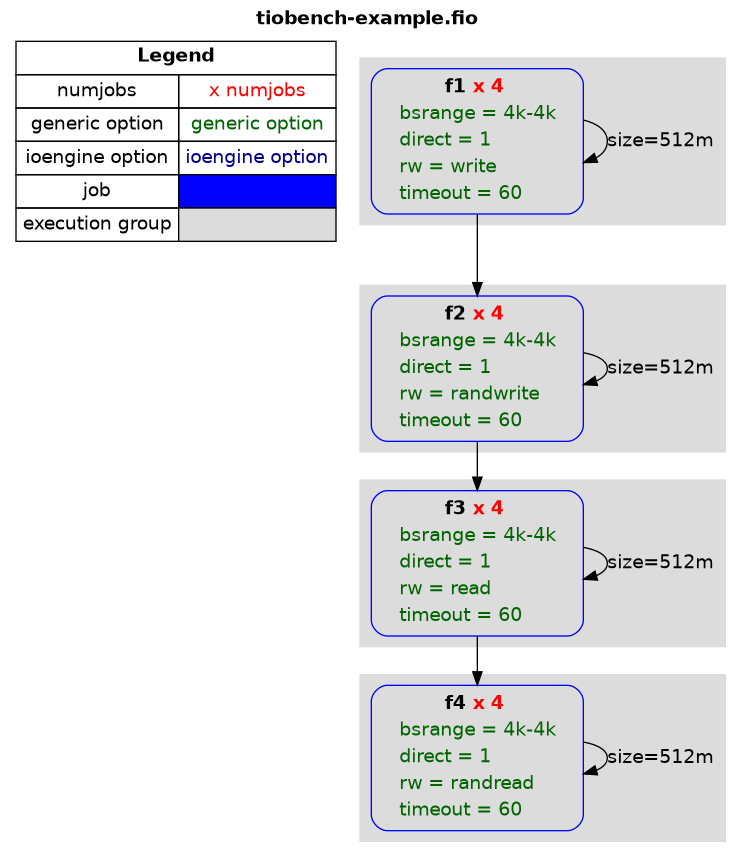 tiobench-example.fio
Legend
numjobs x numjobs
generic option generic option
ioengine option ioengine option
job
execution group
f1 x 4
bsrange = 4k-4k
direct = 1
rw = write
timeout = 60
size=512m
f2 x 4
bsrange = 4k-4k
direct = 1
rw = randwrite
timeout = 60
size=512m
f3 x 4
bsrange = 4k-4k
direct = 1
rw = read
timeout = 60
size=512m
f4 x 4
bsrange = 4k-4k
direct = 1
rw = randread
timeout = 60
size=512m